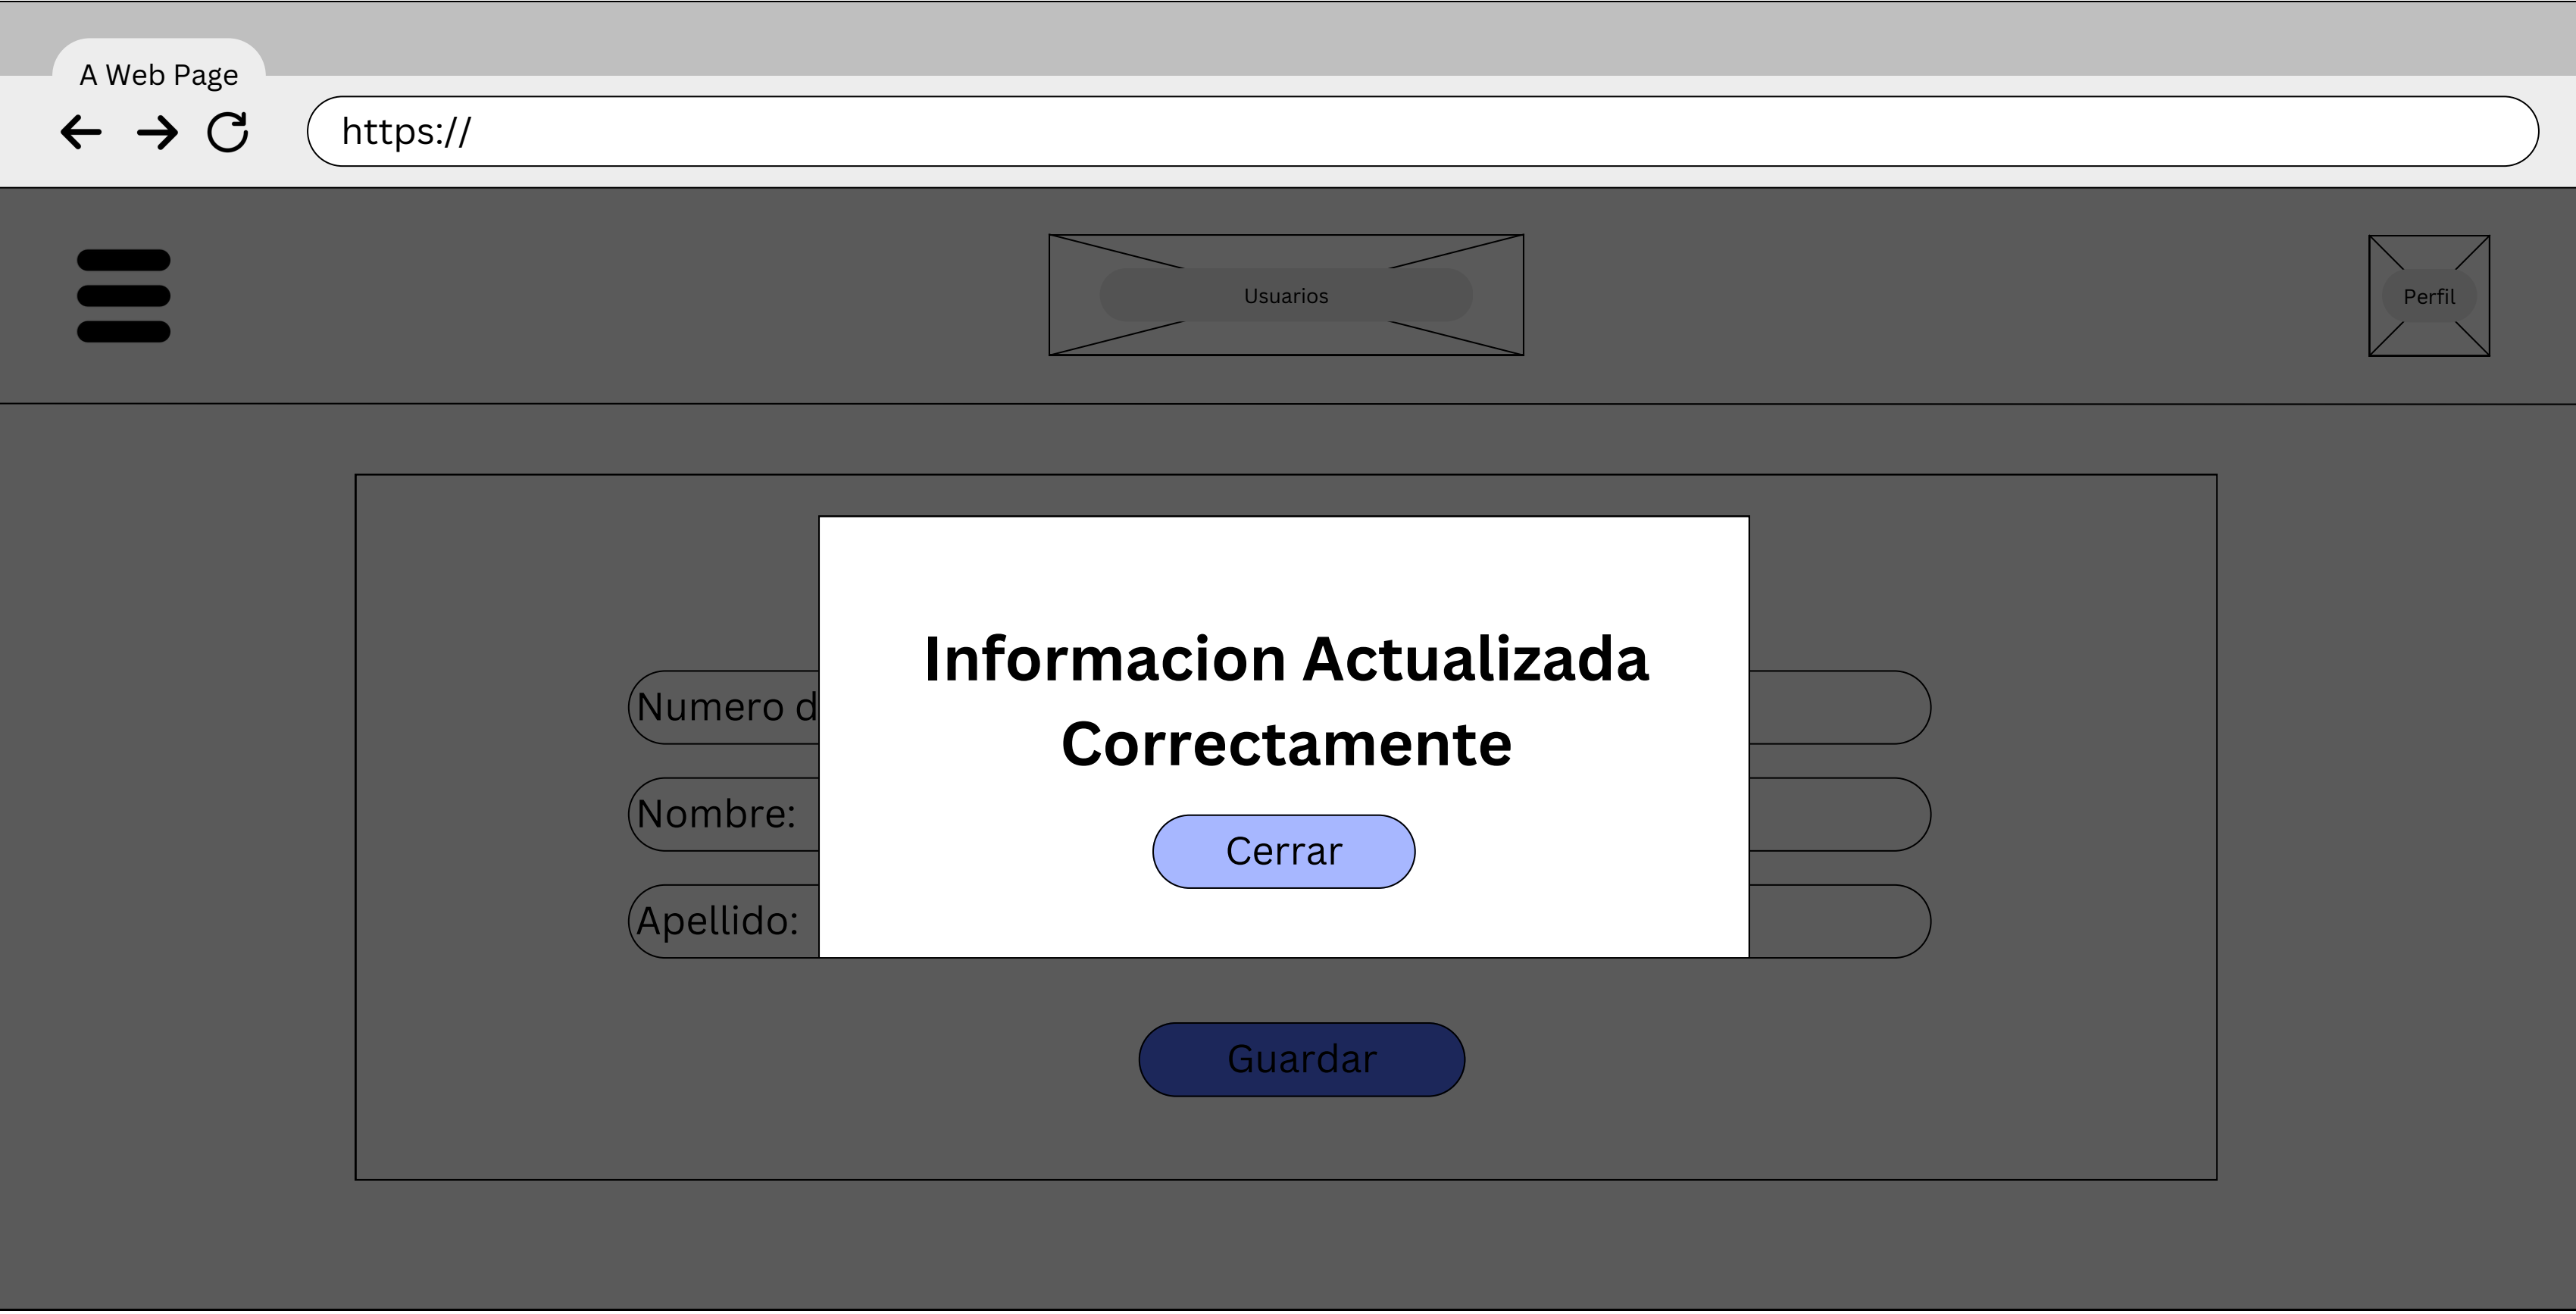 A Web Page
https://
Usuarios
Perfil
Informacion Actualizada
Correctamente
Numero
Nombre:
Cerrar
Apellido:
Guardar